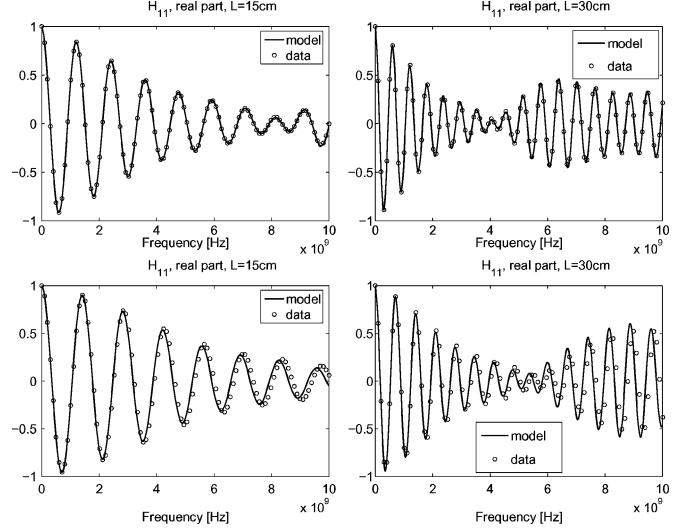 H11, real part, L=15cm
1
0.5
0
−0.5
−1
0 2 4 6 8 10
Frequency [Hz]
x 10^9
model
data
H11, real part, L=30cm
1
0.5
0
−0.5
−1
0 2 4 6 8 10
Frequency [Hz]
x 10^9
model
data
H11, real part, L=15cm
1
0.5
0
−0.5
−1
0 2 4 6 8 10
Frequency [Hz]
x 10^9
model
data
H11, real part, L=30cm
1
0.5
0
−0.5
−1
0 2 4 6 8 10
Frequency [Hz]
x 10^9
model
data